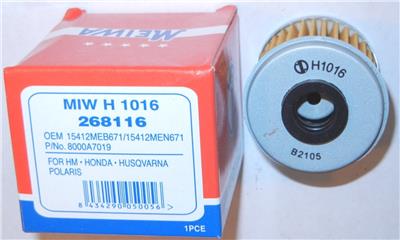 MEIWA
MIW H 1016
268116
OEM 15412MEB671/15412MEN671
P/No. 8000A7019
FOR HM · HONDA · HUSQVARNA
POLARIS
8 434290 050056 >
1PCE
H1016
B2105